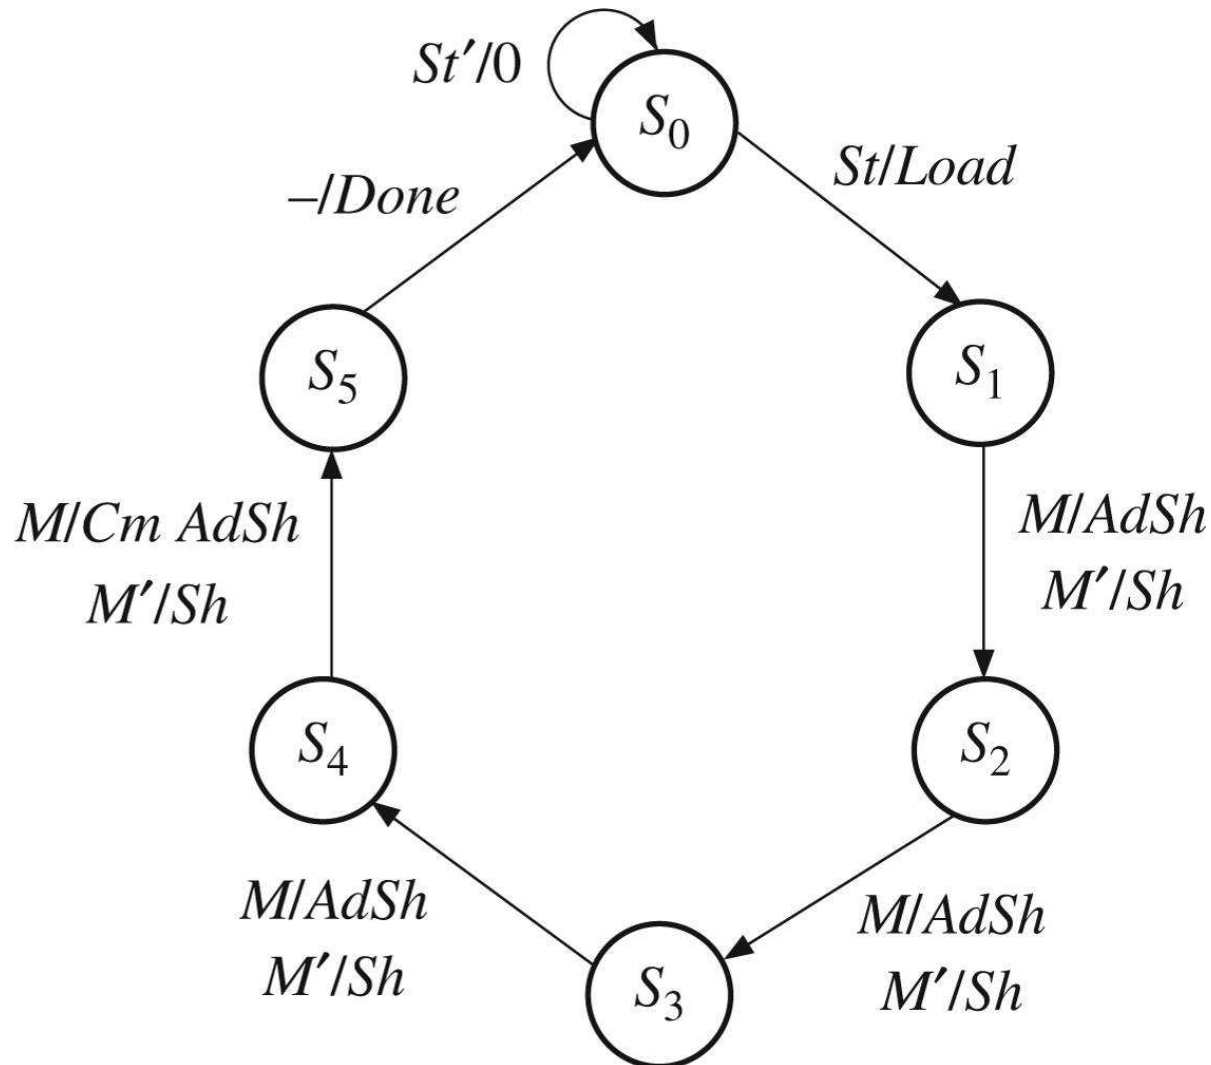 St′/0
S₀
St/Load
–/Done
S₁
S₅
M/AdSh
M′/Sh
M/Cm AdSh
M′/Sh
S₂
S₄
M/AdSh
M′/Sh
M/AdSh
M′/Sh
S₃